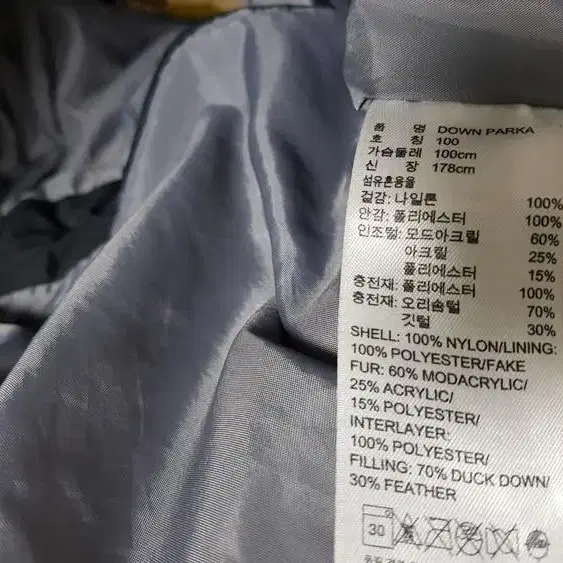 품 명 DOWN PARKA
호 칭 100
가슴둘레 100cm
신 장 178cm
섬유혼용율
겉감: 나일론 100%
안감: 폴리에스터 100%
인조털: 모드아크릴 60%
아크릴 25%
폴리에스터 15%
충전재: 폴리에스터 100%
충전재: 오리솜털 70%
깃털 30%
SHELL: 100% NYLON/LINING:
100% POLYESTER/FAKE
FUR: 60% MODACRYLIC/
25% ACRYLIC/
15% POLYESTER/
INTERLAYER:
100% POLYESTER/
FILLING: 70% DUCK DOWN/
30% FEATHER
30